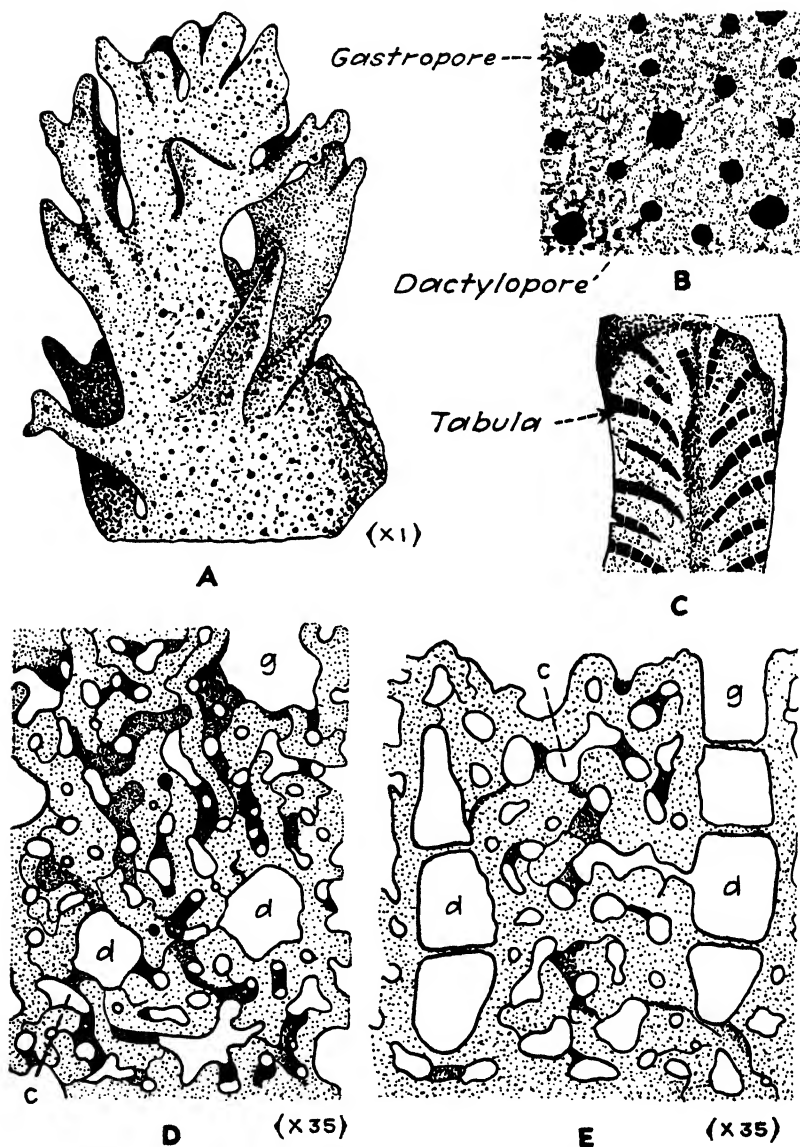 Gastropore
Dactylopore
B
Tabula
(X1)
A
C
g
d
d
c
D
(X35)
c
g
d
d
E
(X35)